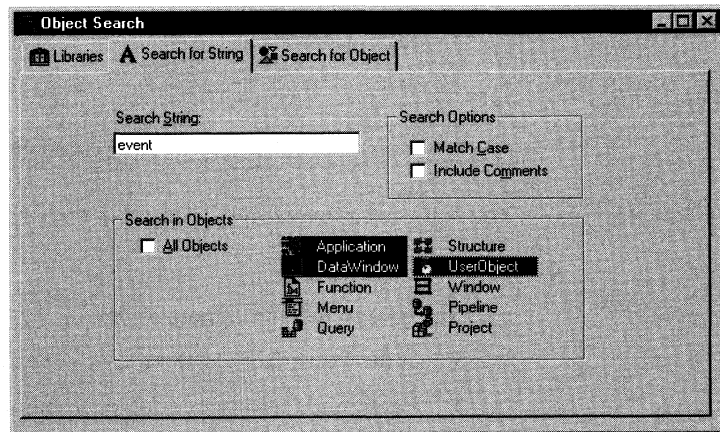 Object Search
Libraries
Search for String
Search for Object
Search String:
event
Search Options
Match Case
Include Comments
Search in Objects
All Objects
Application
DataWindow
Function
Menu
Query
Structure
UserObject
Window
Pipeline
Project